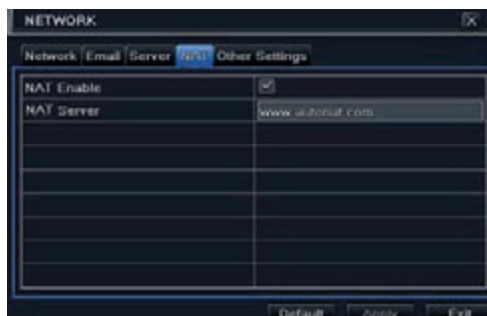 NETWORK
Network Email Server NAT Other Settings
NAT Enable
NAT Server www.autonat.com
Default Apply Exit